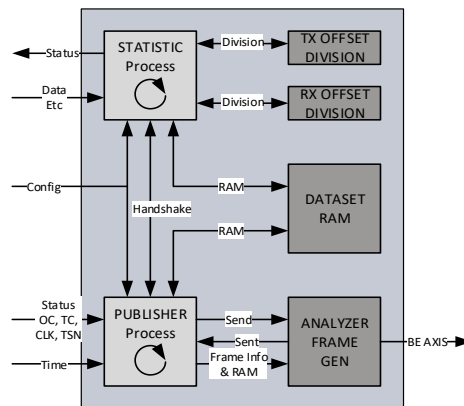 Status
STATISTIC
Process
Division
TX OFFSET
DIVISION
Data
Etc
Division
RX OFFSET
DIVISION
Config
RAM
Handshake
RAM
DATASET
RAM
Status
OC, TC,
CLK, TSN
Time
PUBLISHER
Process
Send
Sent
Frame Info
& RAM
ANALYZER
FRAME
GEN
BE AXIS